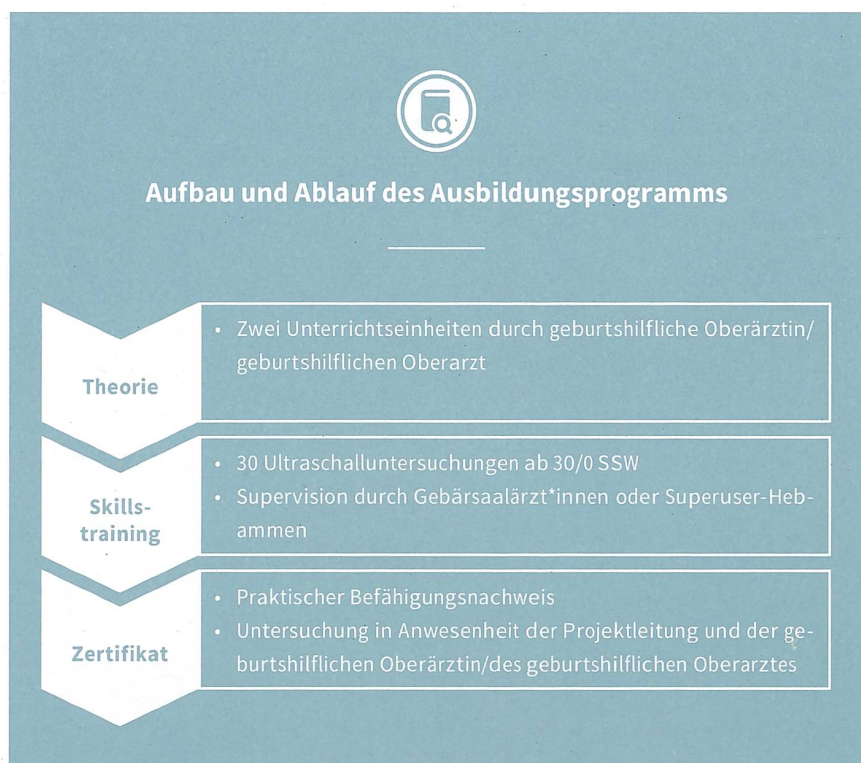 Aufbau und Ablauf des Ausbildungsprogramms
Theorie
• Zwei Unterrichtseinheiten durch geburtshilfliche Oberärztin/
geburtshilflichen Oberarzt
Skills-
training
• 30 Ultraschalluntersuchungen ab 30/0 SSW
• Supervision durch Gebärsaalärzt*innen oder Superuser-Heb-
ammen
Zertifikat
• Praktischer Befähigungsnachweis
• Untersuchung in Anwesenheit der Projektleitung und der ge-
burtshilflichen Oberärztin/des geburtshilflichen Oberarztes